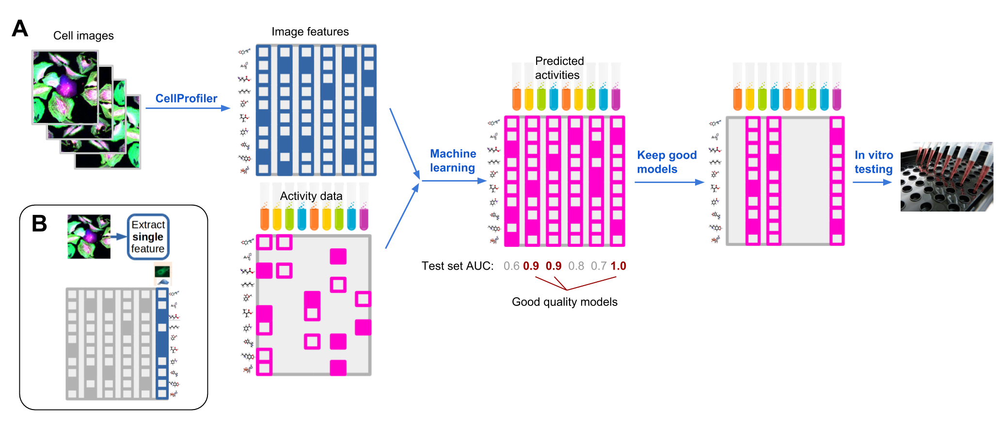 A
Cell images
CellProfiler
Image features
Activity data
Machine
learning
Predicted
activities
Test set AUC: 0.6 0.9 0.9 0.8 0.7 1.0
Good quality models
Keep good
models
In vitro
testing
B
Extract
single
feature